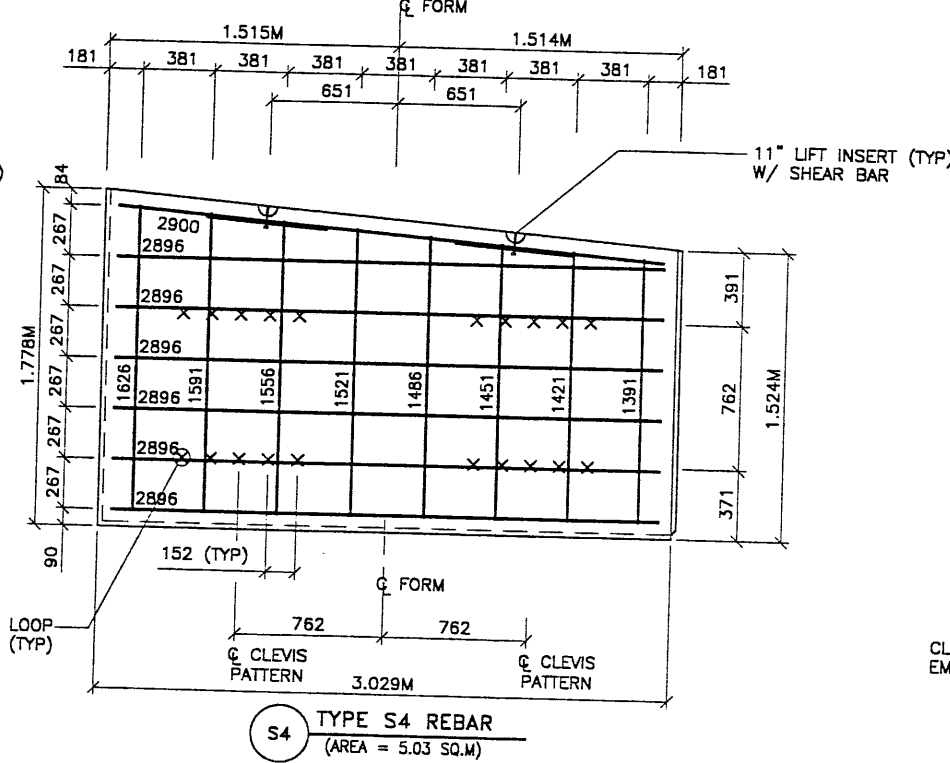 ℄ FORM
1.515M
1.514M
181
381
381
381
381
381
381
381
181
651
651
11" LIFT INSERT (TYP)
W/ SHEAR BAR
84
267
267
267
267
267
267
90
1.778M
2900
2896
2896
2896
2896
2896
2896
1626
1591
1556
1521
1486
1451
1421
1391
391
762
371
1.524M
152 (TYP)
℄ FORM
LOOP
(TYP)
762
762
℄ CLEVIS
PATTERN
℄ CLEVIS
PATTERN
3.029M
CL
EM
S4
TYPE S4 REBAR
(AREA = 5.03 SQ.M)